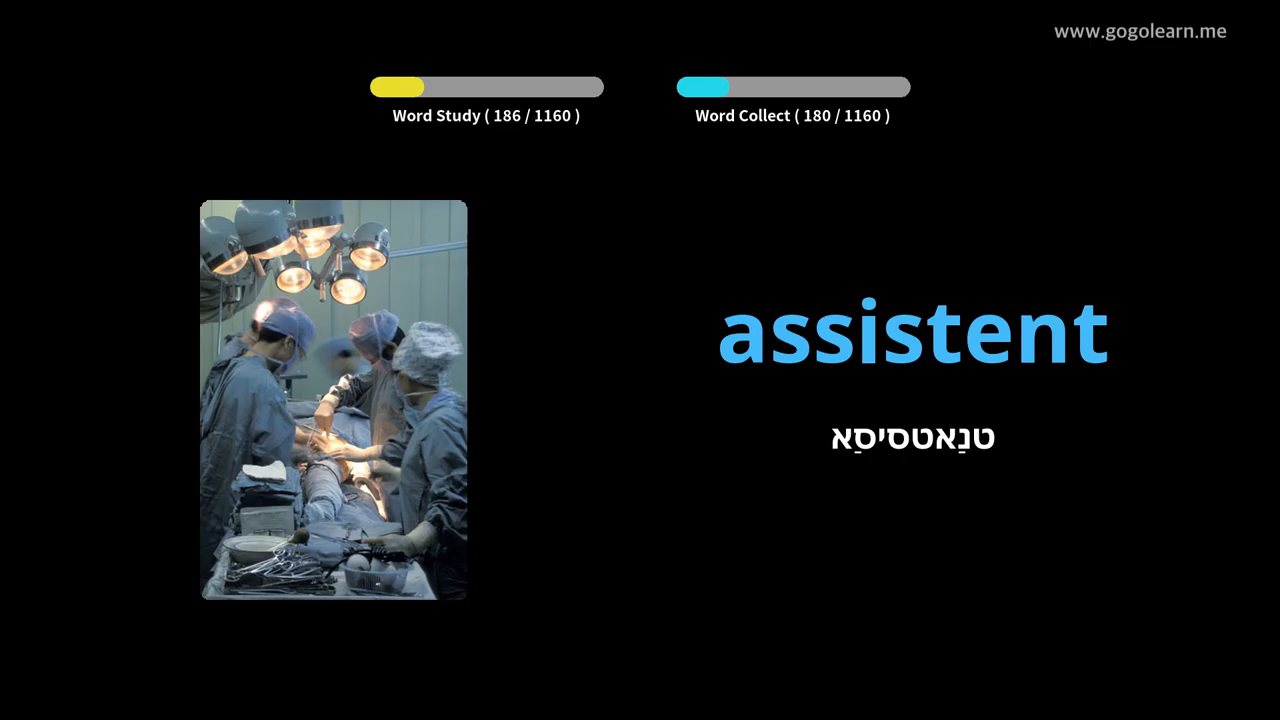 www.gogolearn.me
Word Study ( 186 / 1160 )
Word Collect ( 180 / 1160 )
assistent
טנַאטסיסַא